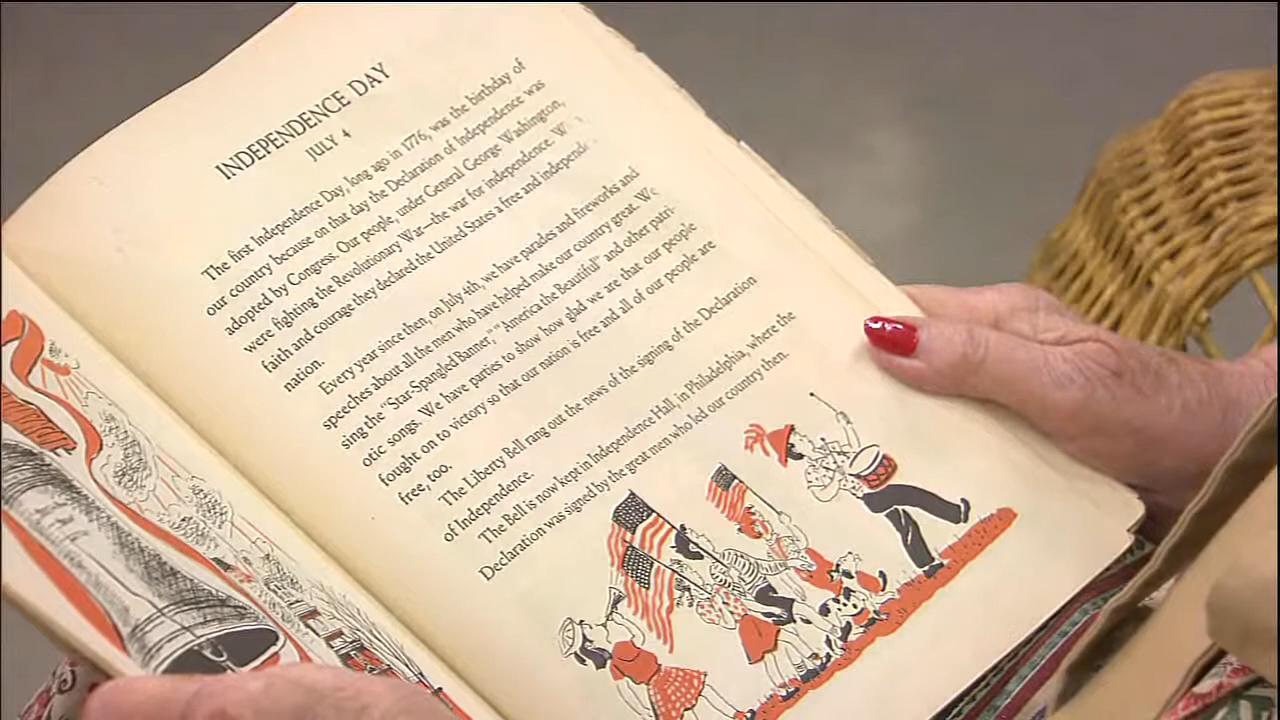 INDEPENDENCE DAY
JULY 4
The first Independence Day, long ago in 1776, was the birthday of
our country because on that day the Declaration of Independence was
adopted by Congress. Our people, under General George Washington,
were fighting the Revolutionary War—the war for independence.
faith and courage they declared the United States a free and
nation.
Every year since then, on July 4th, we have parades and fireworks and
speeches about all the men who have helped make our country great. We
sing the "Star-Spangled Banner," "America the Beautiful" and other patri-
otic songs. We have parties to show how glad we are that our people
fought on to victory so that our nation is free and all of our people are
free, too.
The Liberty Bell rang out the news of the signing of the Declaration
of Independence.
The Bell is now kept in Independence Hall, in Philadelphia, where the
Declaration was signed by the great men who led our country then.